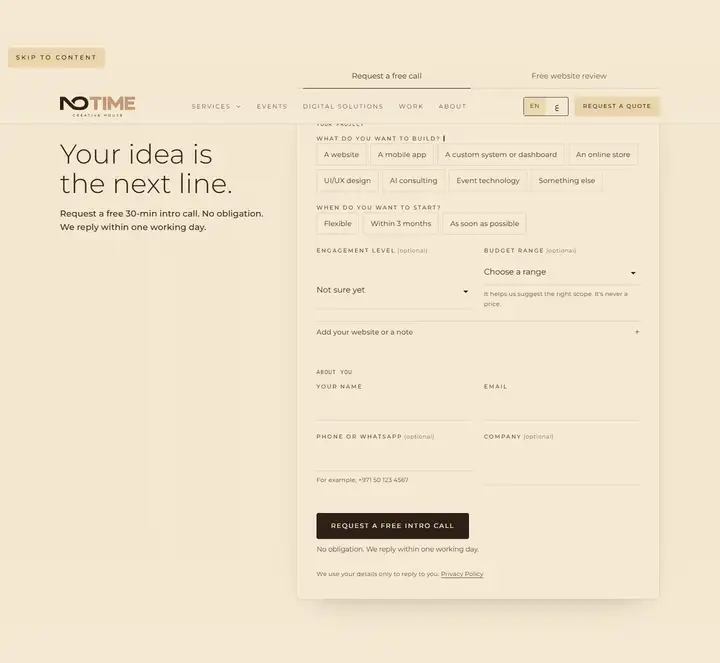 SKIP TO CONTENT
Request a free call
Free website review
NOTIME
CREATIVE HOUSE
SERVICES
EVENTS
DIGITAL SOLUTIONS
WORK
ABOUT
EN
ع
REQUEST A QUOTE
Your idea is
the next line.
Request a free 30-min intro call. No obligation.
We reply within one working day.
YOUR PROJECT
WHAT DO YOU WANT TO BUILD?
A website
A mobile app
A custom system or dashboard
An online store
UI/UX design
AI consulting
Event technology
Something else
WHEN DO YOU WANT TO START?
Flexible
Within 3 months
As soon as possible
ENGAGEMENT LEVEL (optional)
Not sure yet
BUDGET RANGE (optional)
Choose a range
It helps us suggest the right scope. It's never a
price.
Add your website or a note +
ABOUT YOU
YOUR NAME
EMAIL
PHONE OR WHATSAPP (optional)
For example, +971 50 123 4567
COMPANY (optional)
REQUEST A FREE INTRO CALL
No obligation. We reply within one working day.
We use your details only to reply to you. Privacy Policy